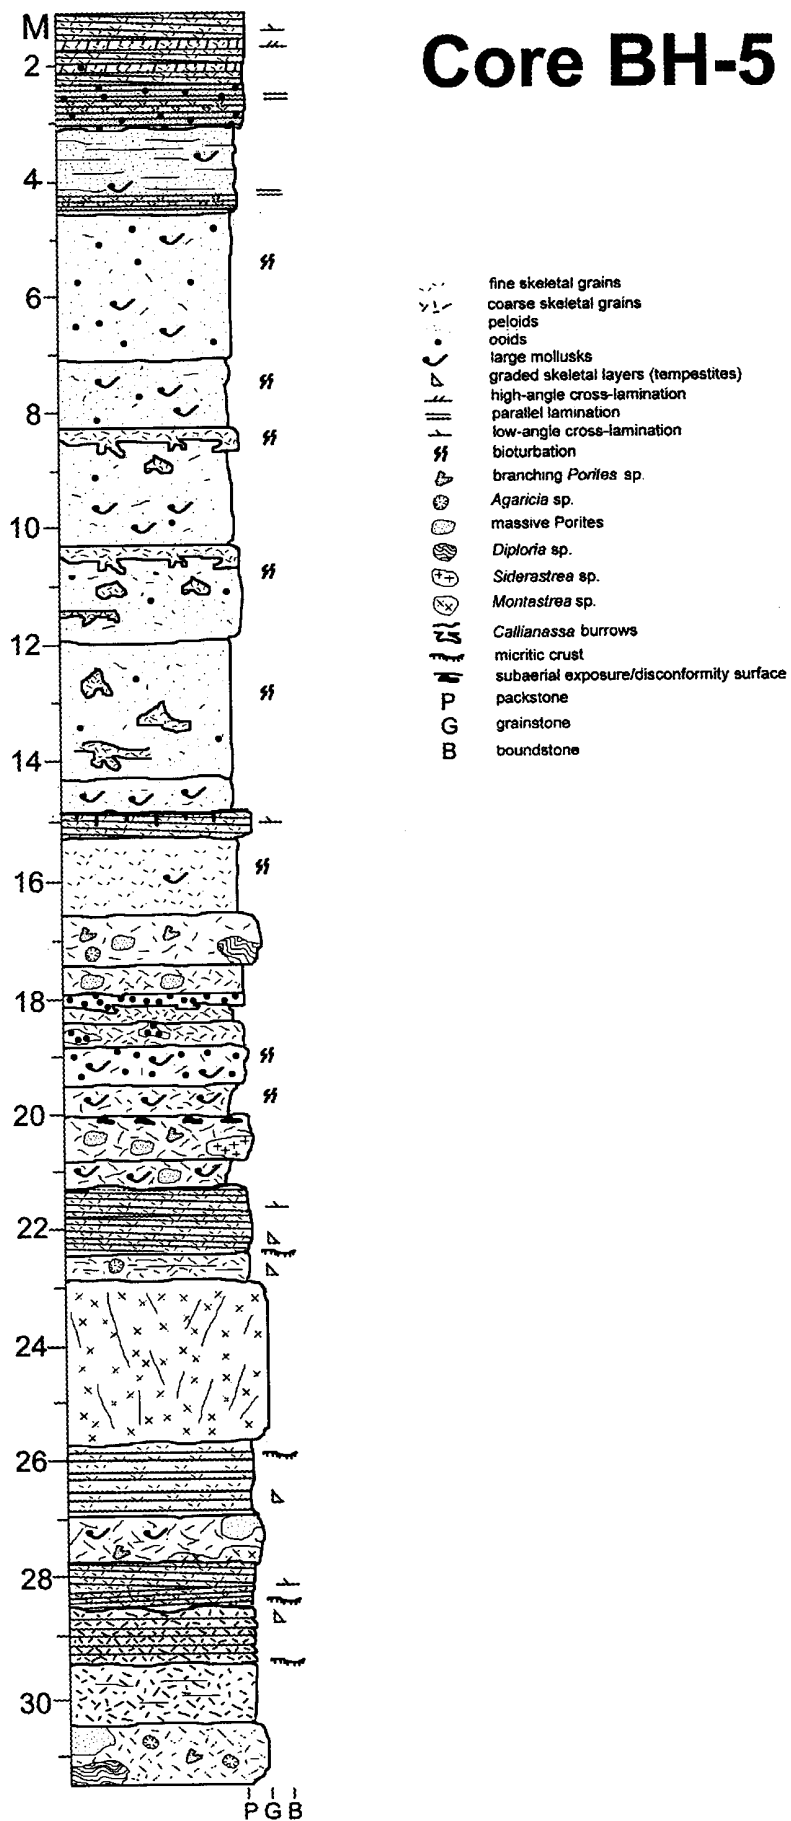 Core BH-5
M
2
4
6
8
10
12
14
16
18
20
22
24
26
28
30
P G B
fine skeletal grains
coarse skeletal grains
peloids
ooids
large mollusks
graded skeletal layers (tempestites)
high-angle cross-lamination
parallel lamination
low-angle cross-lamination
bioturbation
branching Porites sp.
Agaricia sp.
massive Porites
Diploria sp.
Siderastrea sp.
Montastrea sp.
Callianassa burrows
micritic crust
subaerial exposure/disconformity surface
P packstone
G grainstone
B boundstone